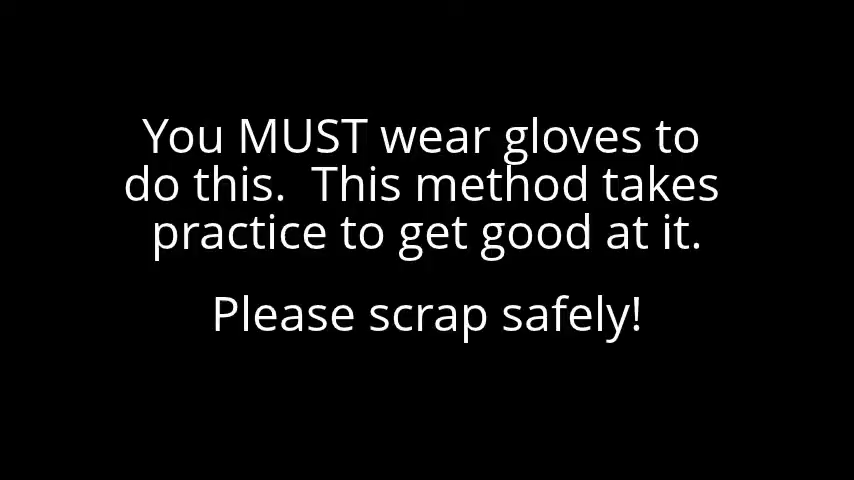 You MUST wear gloves to
do this.  This method takes
practice to get good at it.
Please scrap safely!